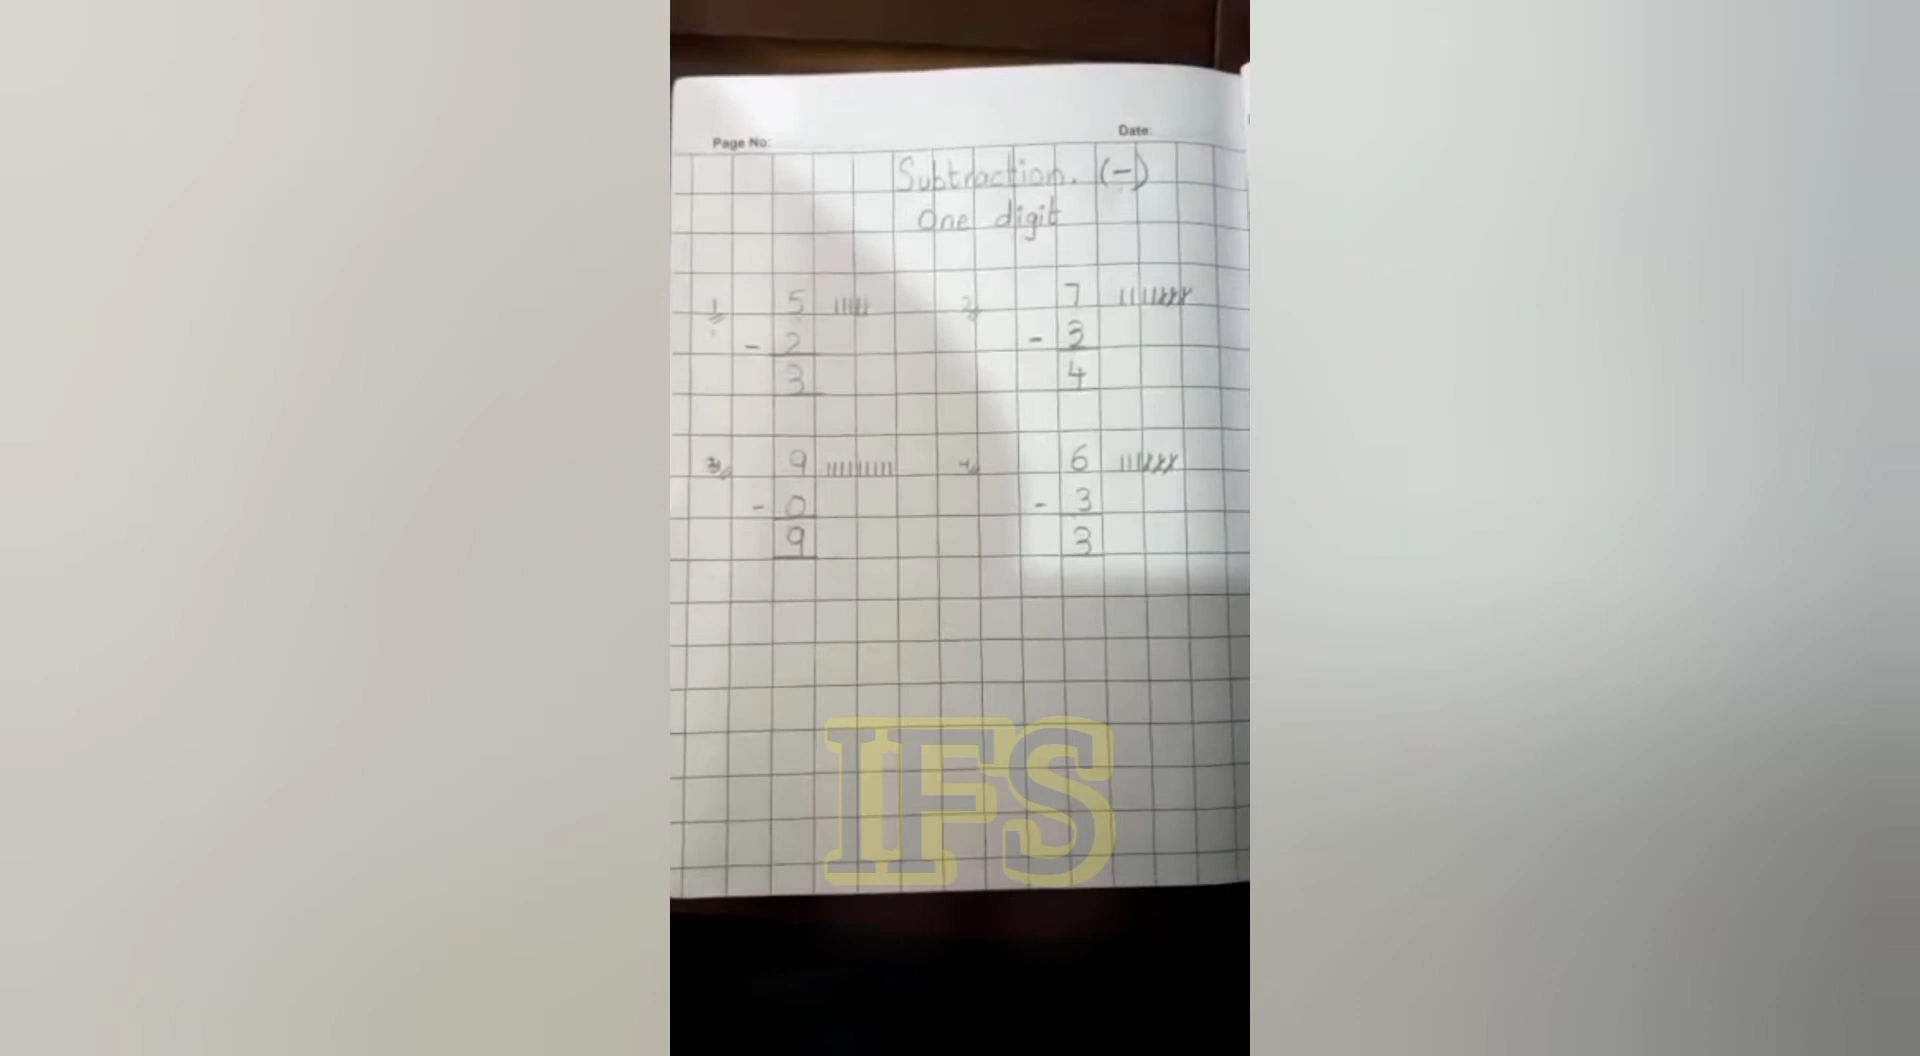 Page No:
Date:
Subtraction. (-)
One digit
1 5 |||||
- 2
3
2 7 |||||||
- 3
4
3 9 |||||||||
- 0
9
4 6 ||||||
- 3
3
IFS